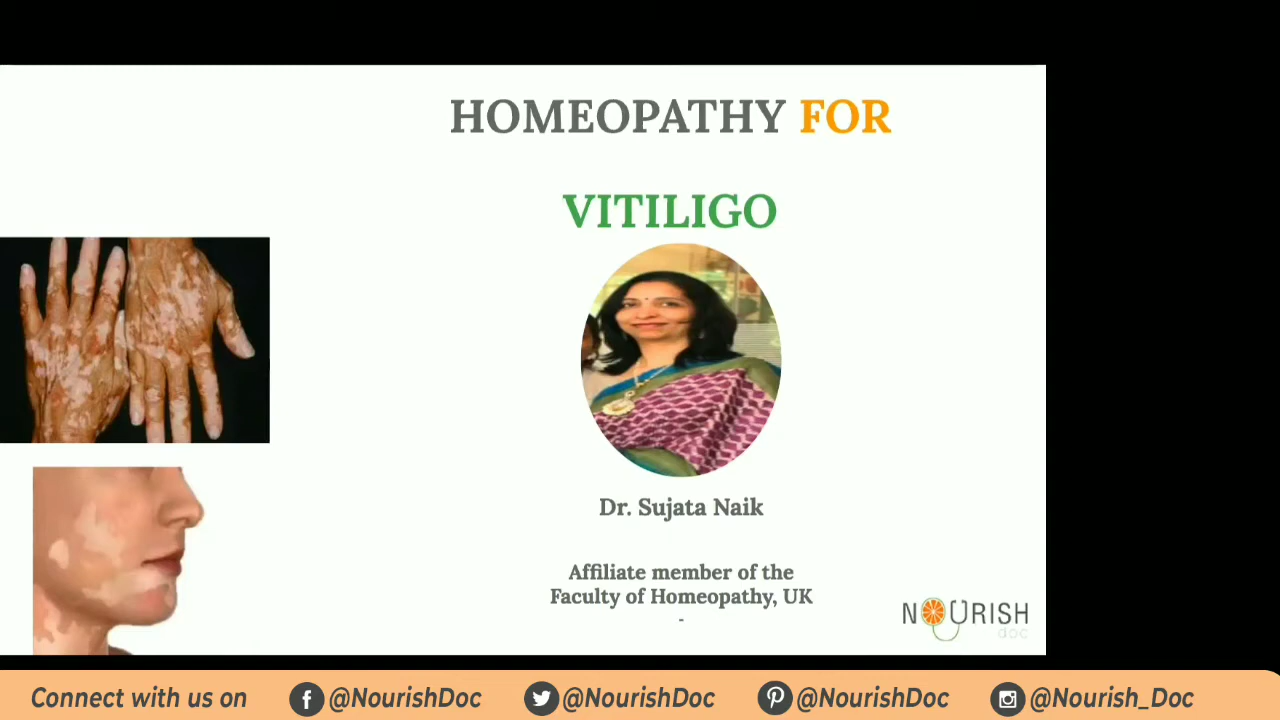 HOMEOPATHY FOR
VITILIGO
Dr. Sujata Naik
Affiliate member of the
Faculty of Homeopathy, UK
-
NOURISH
doc
Connect with us on @NourishDoc @NourishDoc @NourishDoc @Nourish_Doc